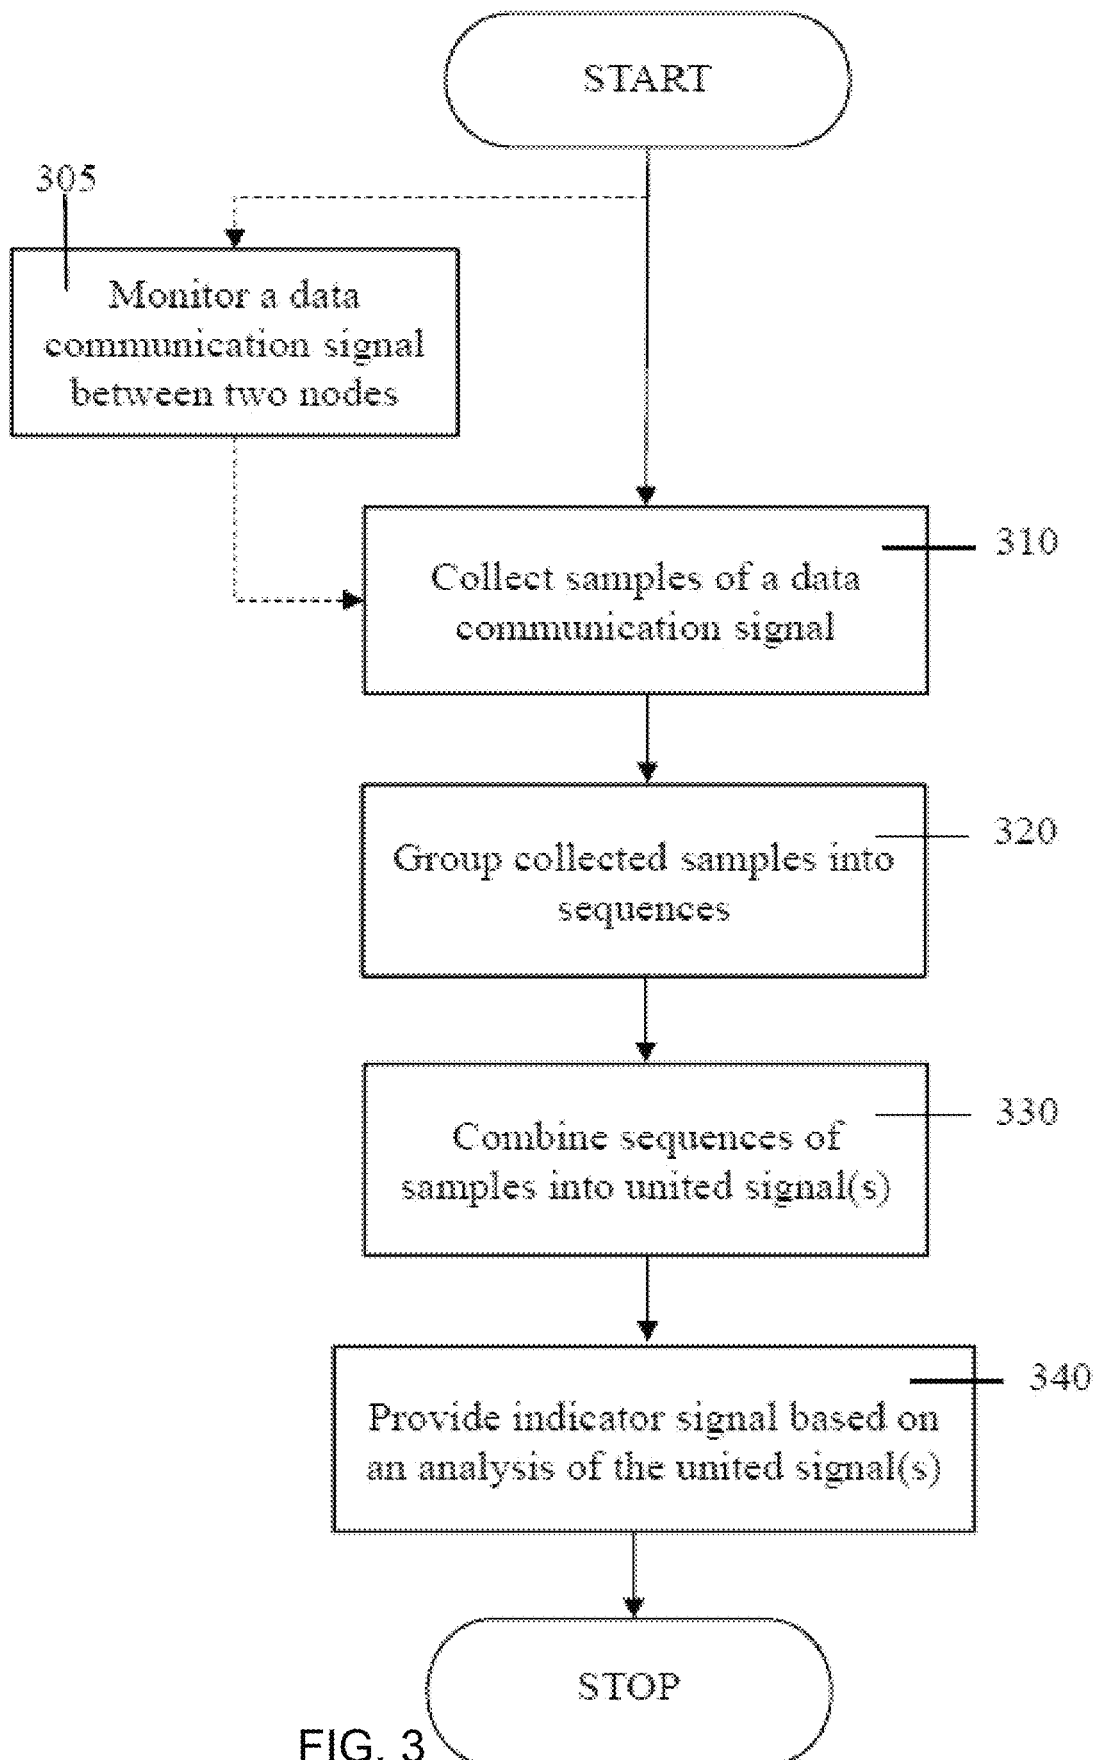 START
305
Monitor a data
communication signal
between two nodes
310
Collect samples of a data
communication signal
320
Group collected samples into
sequences
330
Combine sequences of
samples into united signal(s)
340
Provide indicator signal based on
an analysis of the united signal(s)
STOP
FIG. 3